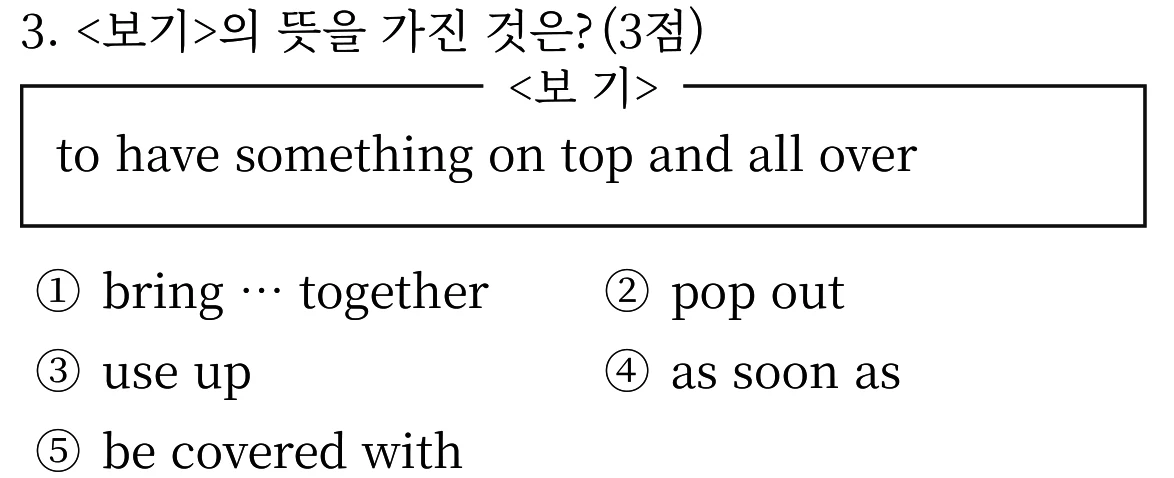 3. <보기>의 뜻을 가진 것은?(3점)
<보 기>
to have something on top and all over
① bring ⋯ together ② pop out
③ use up ④ as soon as
⑤ be covered with